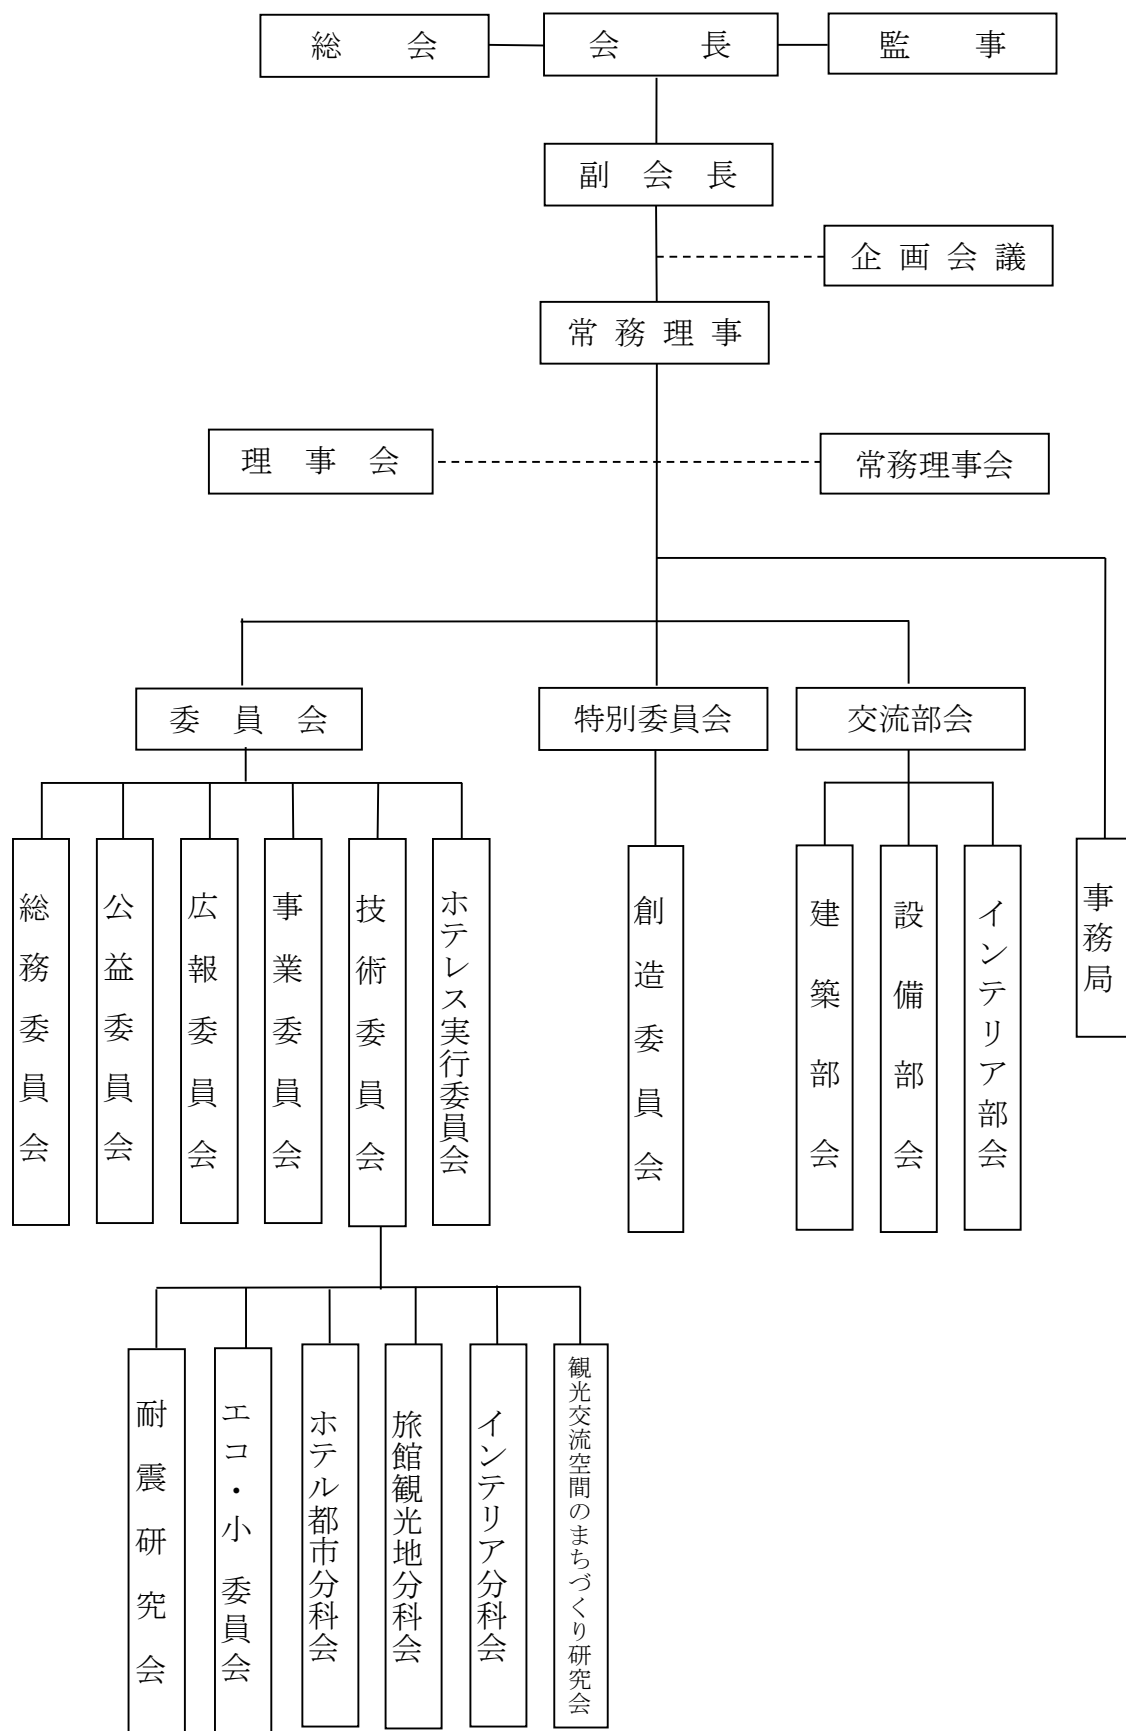 総会
会長
監事
副会長
企画会議
常務理事
理事会
常務理事会
委員会
特別委員会
交流部会
総務委員会
公益委員会
広報委員会
事業委員会
技術委員会
ホテレス実行委員会
創造委員会
建築部会
設備部会
インテリア部会
事務局
耐震研究会
エコ・小委員会
ホテル都市分科会
旅館観光地分科会
インテリア分科会
観光交流空間のまちづくり研究会